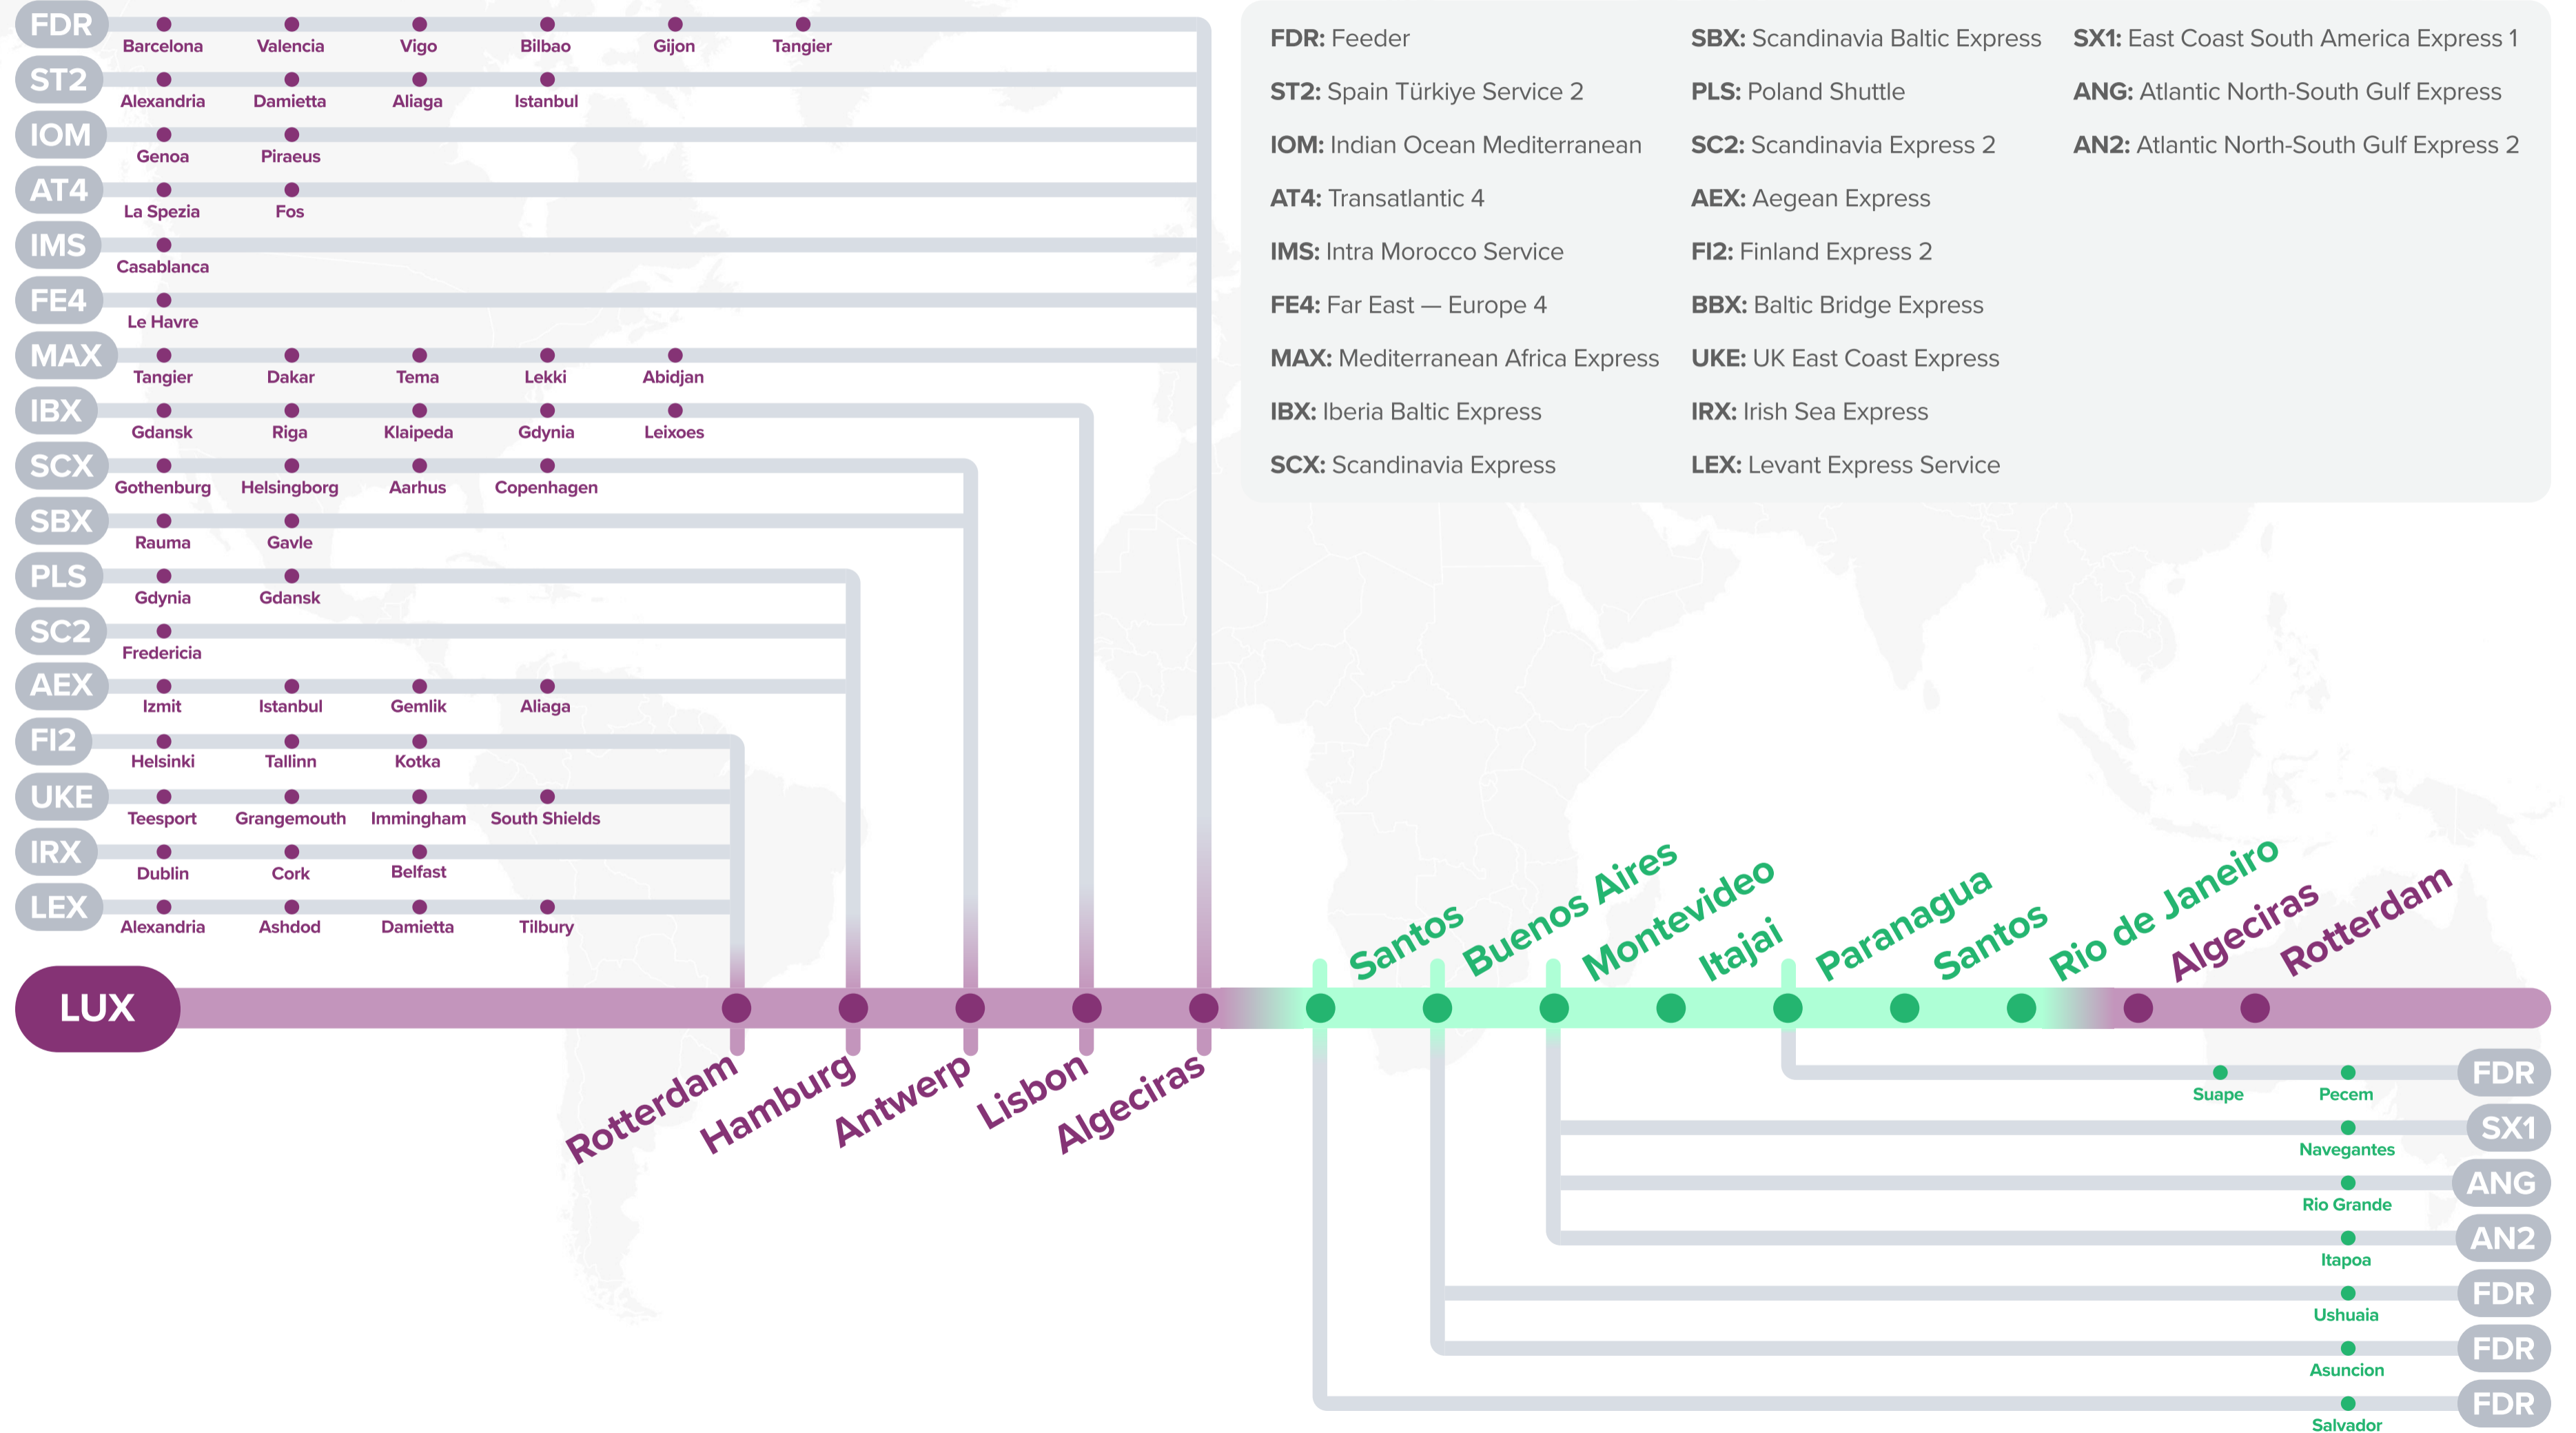 FDR
Barcelona Valencia Vigo Bilbao Gijon Tangier
ST2
Alexandria Damietta Aliaga Istanbul
IOM
Genoa Piraeus
AT4
La Spezia Fos
IMS
Casablanca
FE4
Le Havre
MAX
Tangier Dakar Tema Lekki Abidjan
IBX
Gdansk Riga Klaipeda Gdynia Leixoes
SCX
Gothenburg Helsingborg Aarhus Copenhagen
SBX
Rauma Gavle
PLS
Gdynia Gdansk
SC2
Fredericia
AEX
Izmit Istanbul Gemlik Aliaga
FI2
Helsinki Tallinn Kotka
UKE
Teesport Grangemouth Immingham South Shields
IRX
Dublin Cork Belfast
LEX
Alexandria Ashdod Damietta Tilbury
FDR: Feeder
ST2: Spain Türkiye Service 2
IOM: Indian Ocean Mediterranean
AT4: Transatlantic 4
IMS: Intra Morocco Service
FE4: Far East — Europe 4
MAX: Mediterranean Africa Express
IBX: Iberia Baltic Express
SCX: Scandinavia Express
SBX: Scandinavia Baltic Express
PLS: Poland Shuttle
SC2: Scandinavia Express 2
AEX: Aegean Express
FI2: Finland Express 2
BBX: Baltic Bridge Express
UKE: UK East Coast Express
IRX: Irish Sea Express
LEX: Levant Express Service
SX1: East Coast South America Express 1
ANG: Atlantic North-South Gulf Express
AN2: Atlantic North-South Gulf Express 2
LUX
Rotterdam
Hamburg
Antwerp
Lisbon
Algeciras
Santos
Buenos Aires
Montevideo
Itajai
Paranagua
Santos
Rio de Janeiro
Algeciras
Rotterdam
FDR
Suape Pecem
SX1
Navegantes
ANG
Rio Grande
AN2
Itapoa
FDR
Ushuaia
FDR
Asuncion
FDR
Salvador